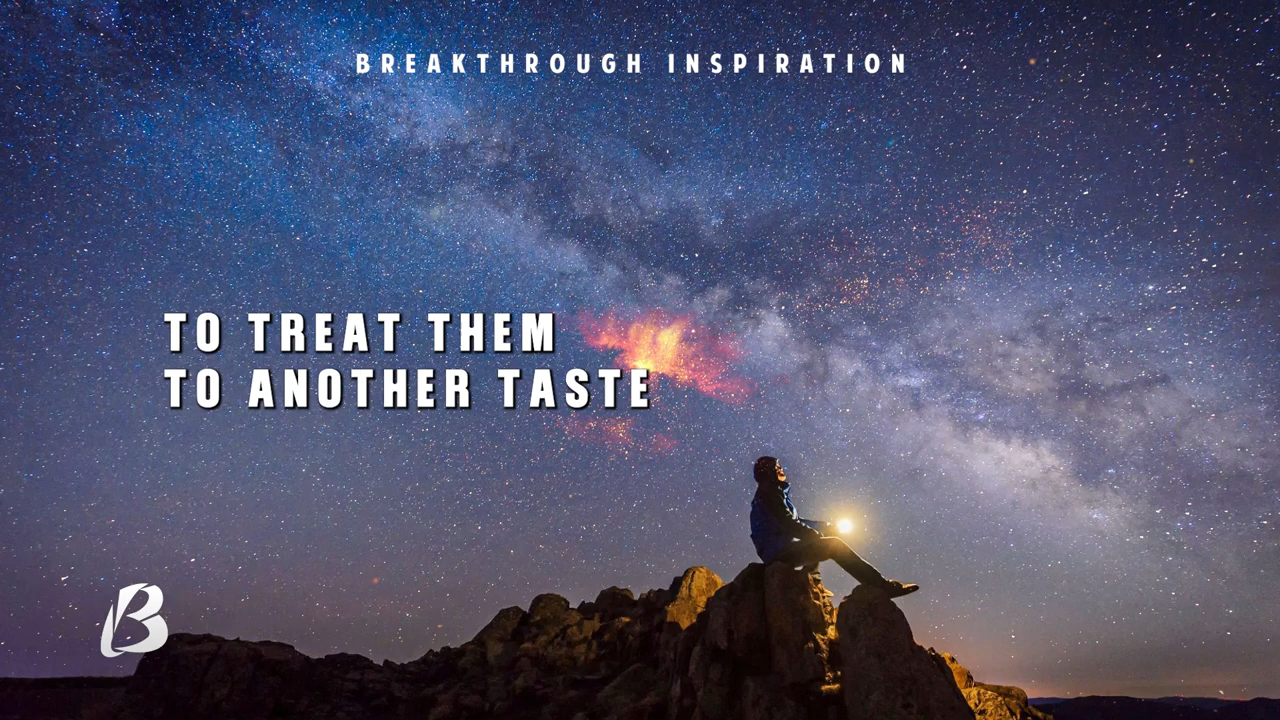 BREAKTHROUGH INSPIRATION
TO TREAT THEM
TO ANOTHER TASTE
B